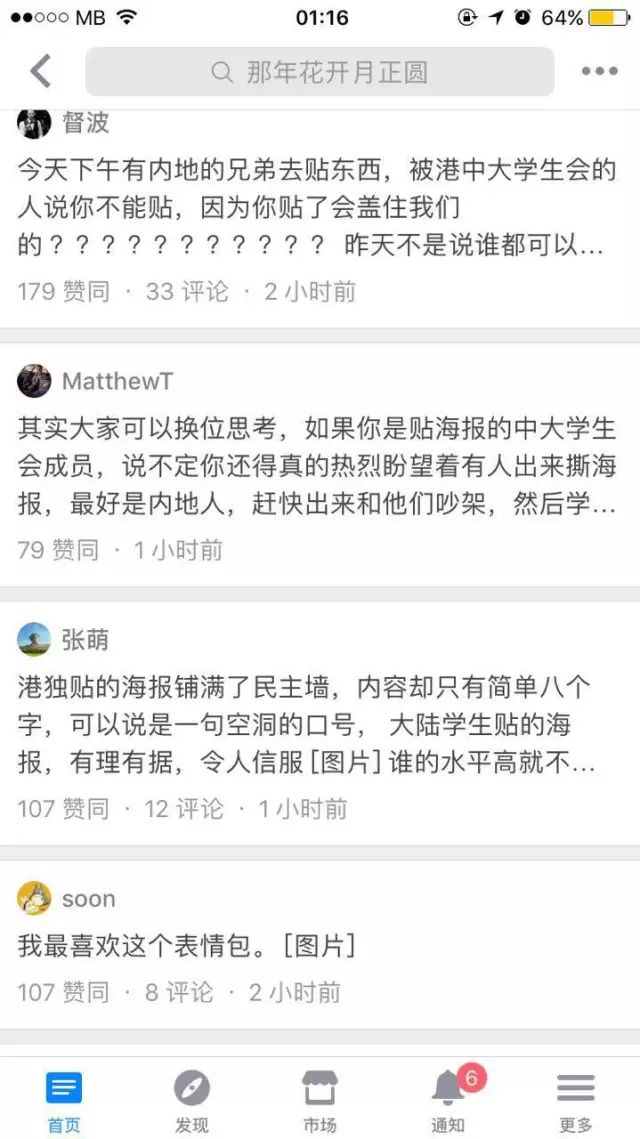 MB 01:16 64%
那年花开月正圆
督波
今天下午有内地的兄弟去贴东西，被港中大学生会的
人说你不能贴，因为你贴了会盖住我们
的？？？？？？？？？？？ 昨天不是说谁都可以...
179 赞同 · 33 评论 · 2 小时前
MatthewT
其实大家可以换位思考，如果你是贴海报的中大学生
会成员，说不定你还得真的热烈盼望着有人出来撕海
报，最好是内地人，赶快出来和他们吵架，然后学...
79 赞同 · 1 小时前
张萌
港独贴的海报铺满了民主墙，内容却只有简单八个
字，可以说是一句空洞的口号， 大陆学生贴的海
报，有理有据，令人信服 [图片] 谁的水平高就不...
107 赞同 · 12 评论 · 1 小时前
soon
我最喜欢这个表情包。[图片]
107 赞同 · 8 评论 · 2 小时前
6
首页 发现 市场 通知 更多